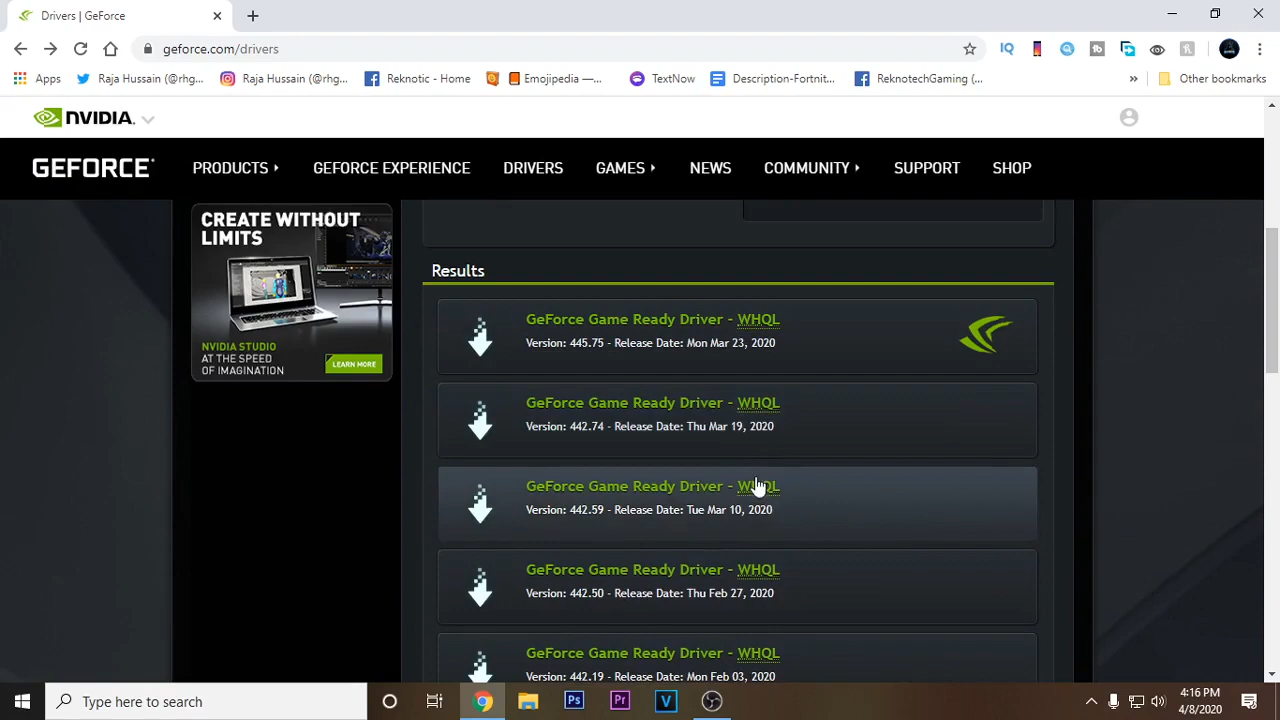 Drivers | GeForce
geforce.com/drivers
Apps
Raja Hussain (@rhg...
Raja Hussain (@rhg...
Reknotic - Home
Emojipedia —...
TextNow
Description-Fortnit...
ReknotechGaming (...
»
Other bookmarks
NVIDIA.
GEFORCE
PRODUCTS
GEFORCE EXPERIENCE
DRIVERS
GAMES
NEWS
COMMUNITY
SUPPORT
SHOP
CREATE WITHOUT
LIMITS
NVIDIA STUDIO
AT THE SPEED
OF IMAGINATION
LEARN MORE
Results
GeForce Game Ready Driver - WHQL
Version: 445.75 - Release Date: Mon Mar 23, 2020
GeForce Game Ready Driver - WHQL
Version: 442.74 - Release Date: Thu Mar 19, 2020
GeForce Game Ready Driver - WHQL
Version: 442.59 - Release Date: Tue Mar 10, 2020
GeForce Game Ready Driver - WHQL
Version: 442.50 - Release Date: Thu Feb 27, 2020
GeForce Game Ready Driver - WHQL
Version: 442.19 - Release Date: Mon Feb 03, 2020
Type here to search
Ps
Pr
V
4:16 PM
4/8/2020